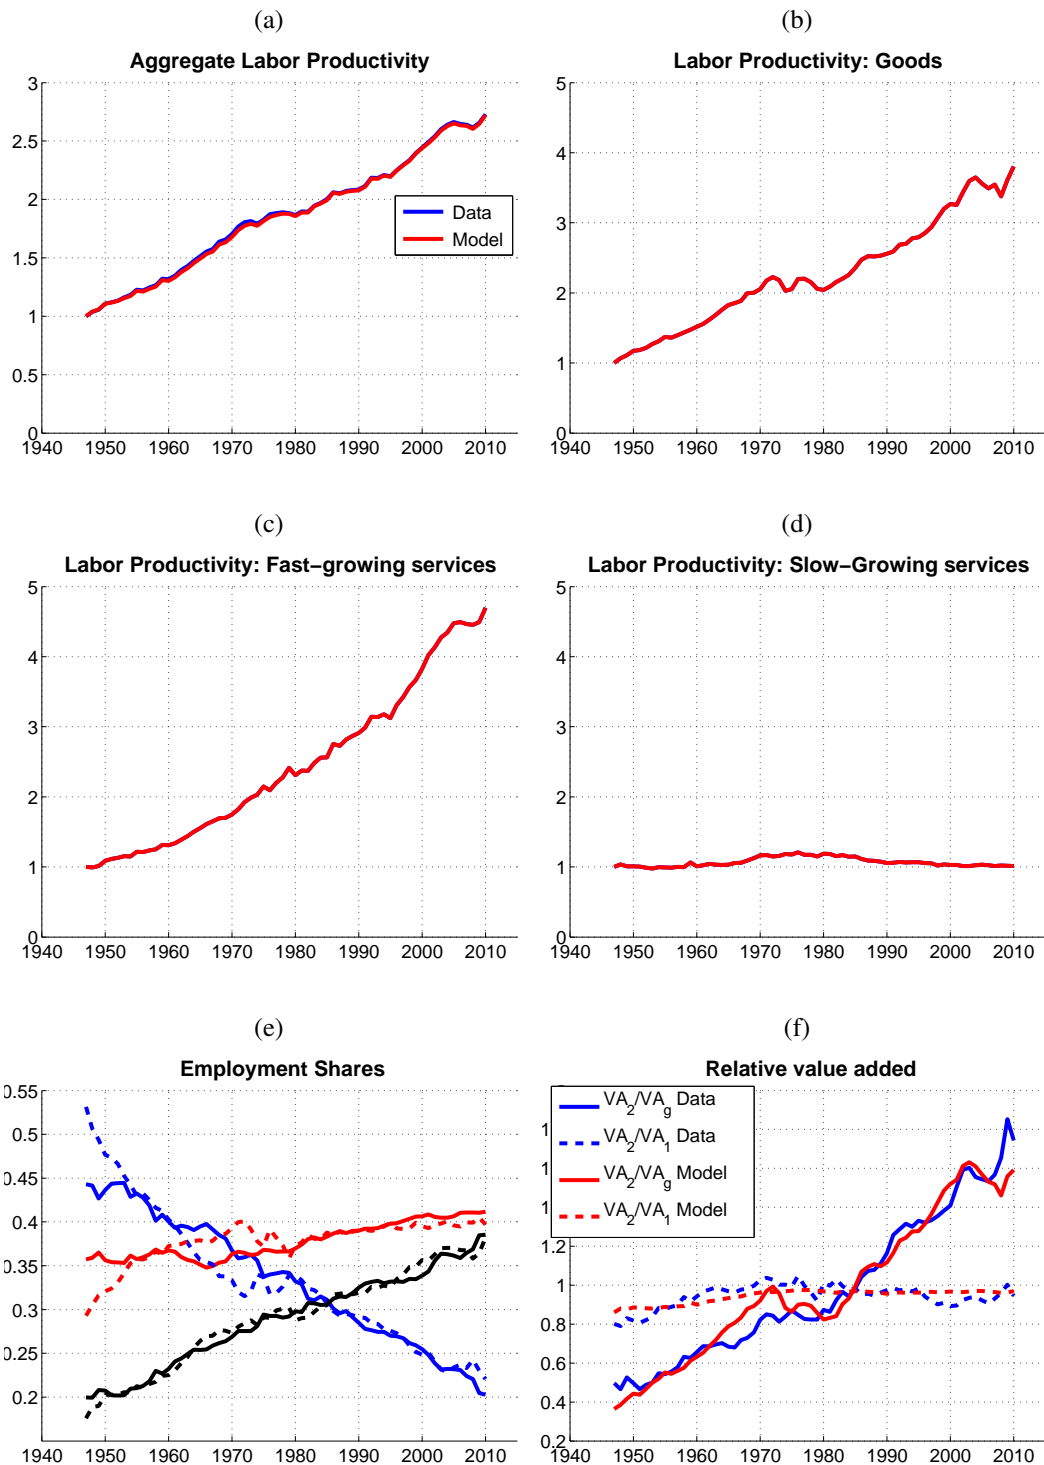 (a)
Aggregate Labor Productivity
3
2.5
2
1.5
1
0.5
0
1940 1950 1960 1970 1980 1990 2000 2010
Data
Model
(b)
Labor Productivity: Goods
5
4
3
2
1
0
1940 1950 1960 1970 1980 1990 2000 2010
(c)
Labor Productivity: Fast−growing services
5
4
3
2
1
0
1940 1950 1960 1970 1980 1990 2000 2010
(d)
Labor Productivity: Slow−Growing services
5
4
3
2
1
0
1940 1950 1960 1970 1980 1990 2000 2010
(e)
Employment Shares
0.55
0.5
0.45
0.4
0.35
0.3
0.25
0.2
1940 1950 1960 1970 1980 1990 2000 2010
(f)
Relative value added
VA2/VAg Data
VA2/VA1 Data
VA2/VAg Model
VA2/VA1 Model
1
1
1
1.2
1
0.8
0.6
0.4
0.2
1940 1950 1960 1970 1980 1990 2000 2010